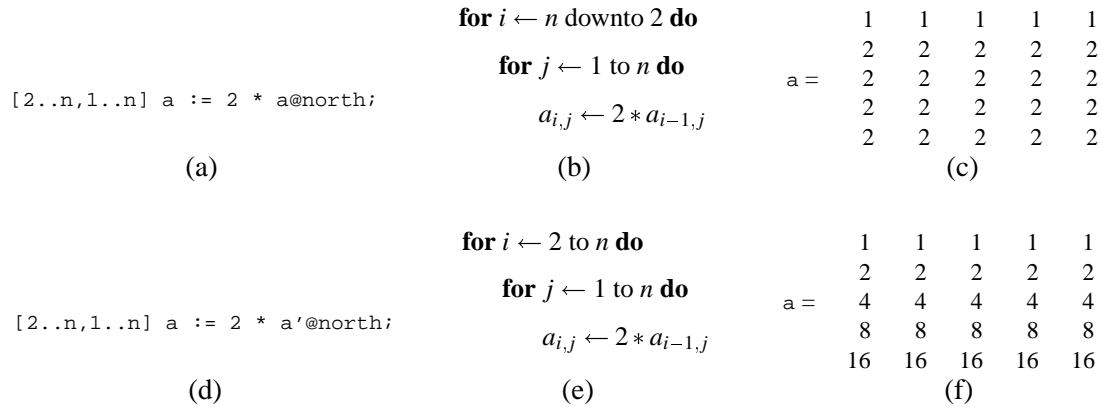 [2..n,1..n] a := 2 * a@north;
(a)
for i ← n downto 2 do
for j ← 1 to n do
a_{i,j} ← 2 * a_{i−1,j}
(b)
1 1 1 1 1
2 2 2 2 2
a = 2 2 2 2 2
2 2 2 2 2
2 2 2 2 2
(c)
[2..n,1..n] a := 2 * a'@north;
(d)
for i ← 2 to n do
for j ← 1 to n do
a_{i,j} ← 2 * a_{i−1,j}
(e)
1 1 1 1 1
2 2 2 2 2
a = 4 4 4 4 4
8 8 8 8 8
16 16 16 16 16
(f)